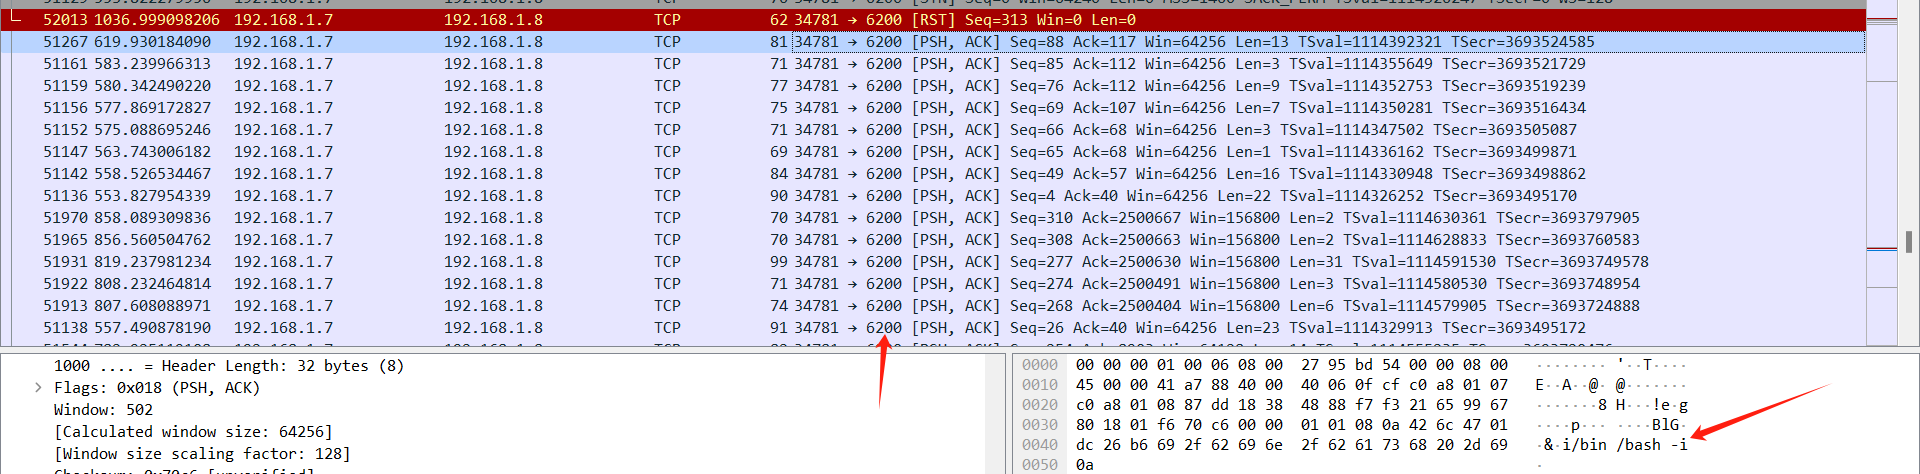 52013 1036.999098206 192.168.1.7 192.168.1.8 TCP 62 34781 → 6200 [RST] Seq=313 Win=0 Len=0
51267 619.930184090 192.168.1.7 192.168.1.8 TCP 81 34781 → 6200 [PSH, ACK] Seq=88 Ack=117 Win=64256 Len=13 TSval=1114392321 TSecr=3693524585
51161 583.239966313 192.168.1.7 192.168.1.8 TCP 71 34781 → 6200 [PSH, ACK] Seq=85 Ack=112 Win=64256 Len=3 TSval=1114355649 TSecr=3693521729
51159 580.342490220 192.168.1.7 192.168.1.8 TCP 77 34781 → 6200 [PSH, ACK] Seq=76 Ack=112 Win=64256 Len=9 TSval=1114352753 TSecr=3693519239
51156 577.869172827 192.168.1.7 192.168.1.8 TCP 75 34781 → 6200 [PSH, ACK] Seq=69 Ack=107 Win=64256 Len=7 TSval=1114350281 TSecr=3693516434
51152 575.088695246 192.168.1.7 192.168.1.8 TCP 71 34781 → 6200 [PSH, ACK] Seq=66 Ack=68 Win=64256 Len=3 TSval=1114347502 TSecr=3693505087
51147 563.743006182 192.168.1.7 192.168.1.8 TCP 69 34781 → 6200 [PSH, ACK] Seq=65 Ack=68 Win=64256 Len=1 TSval=1114336162 TSecr=3693499871
51142 558.526534467 192.168.1.7 192.168.1.8 TCP 84 34781 → 6200 [PSH, ACK] Seq=49 Ack=57 Win=64256 Len=16 TSval=1114330948 TSecr=3693498862
51136 553.827954339 192.168.1.7 192.168.1.8 TCP 90 34781 → 6200 [PSH, ACK] Seq=4 Ack=40 Win=64256 Len=22 TSval=1114326252 TSecr=3693495170
51970 858.089309836 192.168.1.7 192.168.1.8 TCP 70 34781 → 6200 [PSH, ACK] Seq=310 Ack=2500667 Win=156800 Len=2 TSval=1114630361 TSecr=3693797905
51965 856.560504762 192.168.1.7 192.168.1.8 TCP 70 34781 → 6200 [PSH, ACK] Seq=308 Ack=2500663 Win=156800 Len=2 TSval=1114628833 TSecr=3693760583
51931 819.237981234 192.168.1.7 192.168.1.8 TCP 99 34781 → 6200 [PSH, ACK] Seq=277 Ack=2500630 Win=156800 Len=31 TSval=1114591530 TSecr=3693749578
51922 808.232464814 192.168.1.7 192.168.1.8 TCP 71 34781 → 6200 [PSH, ACK] Seq=274 Ack=2500491 Win=156800 Len=3 TSval=1114580530 TSecr=3693748954
51913 807.608088971 192.168.1.7 192.168.1.8 TCP 74 34781 → 6200 [PSH, ACK] Seq=268 Ack=2500404 Win=156800 Len=6 TSval=1114579905 TSecr=3693724888
51138 557.490878190 192.168.1.7 192.168.1.8 TCP 91 34781 → 6200 [PSH, ACK] Seq=26 Ack=40 Win=64256 Len=23 TSval=1114329913 TSecr=3693495172
1000 .... = Header Length: 32 bytes (8)
Flags: 0x018 (PSH, ACK)
Window: 502
[Calculated window size: 64256]
[Window size scaling factor: 128]
0000 00 00 00 01 00 06 08 00 27 95 bd 54 00 00 08 00 ········ '··T····
0010 45 00 00 41 a7 88 40 00 40 06 0f cf c0 a8 01 07 E··A··@· @·······
0020 c0 a8 01 08 87 dd 18 38 48 88 f7 f3 21 65 99 67 ·······8 H···!e·g
0030 80 18 01 f6 70 c6 00 00 01 01 08 0a 42 6c 47 01 ····p··· ····BlG·
0040 dc 26 b6 69 2f 62 69 6e 2f 62 61 73 68 20 2d 69 ·&·i/bin /bash -i
0050 0a ·